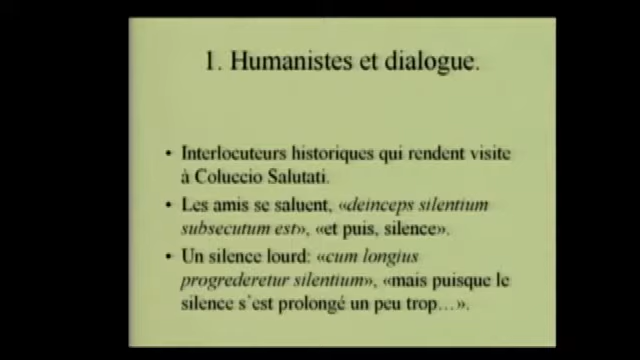 1. Humanistes et dialogue.
• Interlocuteurs historiques qui rendent visite
à Coluccio Salutati.
• Les amis se saluent, «deinceps silentium
subsecutum est», «et puis, silence».
• Un silence lourd: «cum longius
progrederetur silentium», «mais puisque le
silence s'est prolongé un peu trop…».